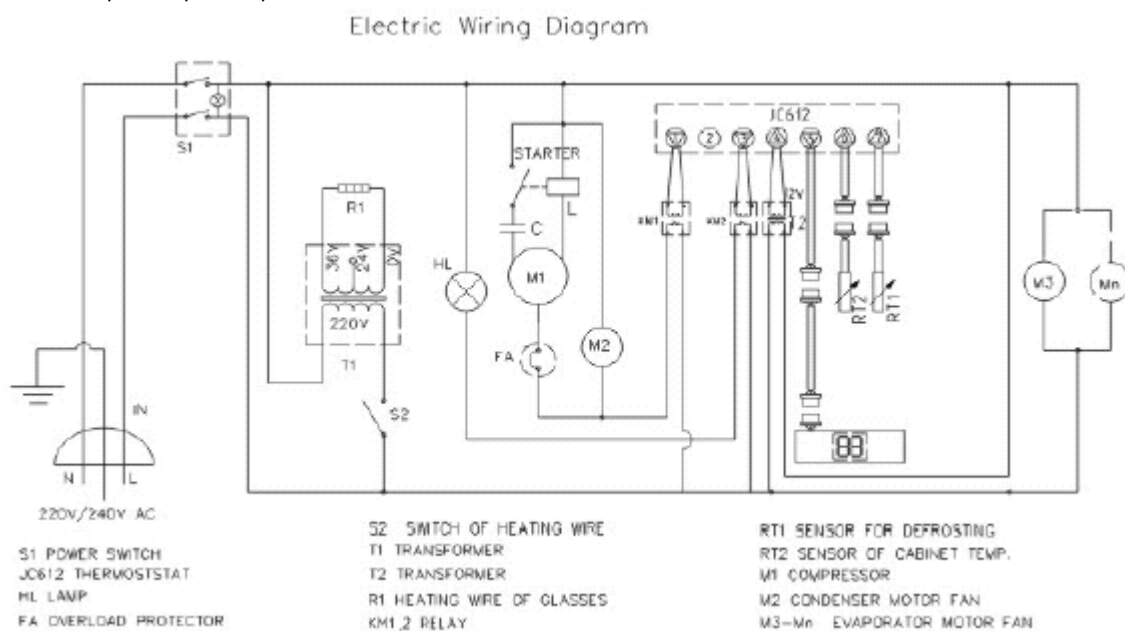 Electric Wiring Diagram
JC612
2
S1
STARTER
12V
R1
L
KM1
KM2
C
36V
24V
0V
HL
M1
M3
Mn
RT2
RT1
220V
M2
FA
T1
S2
IN
N
L
220V/240V AC
S1 POWER SWITCH
JC612 THERMOSTSTAT
HL LAMP
FA OVERLOAD PROTECTOR
S2 SWITCH OF HEATING WIRE
T1 TRANSFORMER
T2 TRANSFORMER
R1 HEATING WIRE OF GLASSES
KM1,2 RELAY
RT1 SENSOR FOR DEFROSTING
RT2 SENSOR OF CABINET TEMP.
M1 COMPRESSOR
M2 CONDENSER MOTOR FAN
M3-Mn EVAPORATOR MOTOR FAN